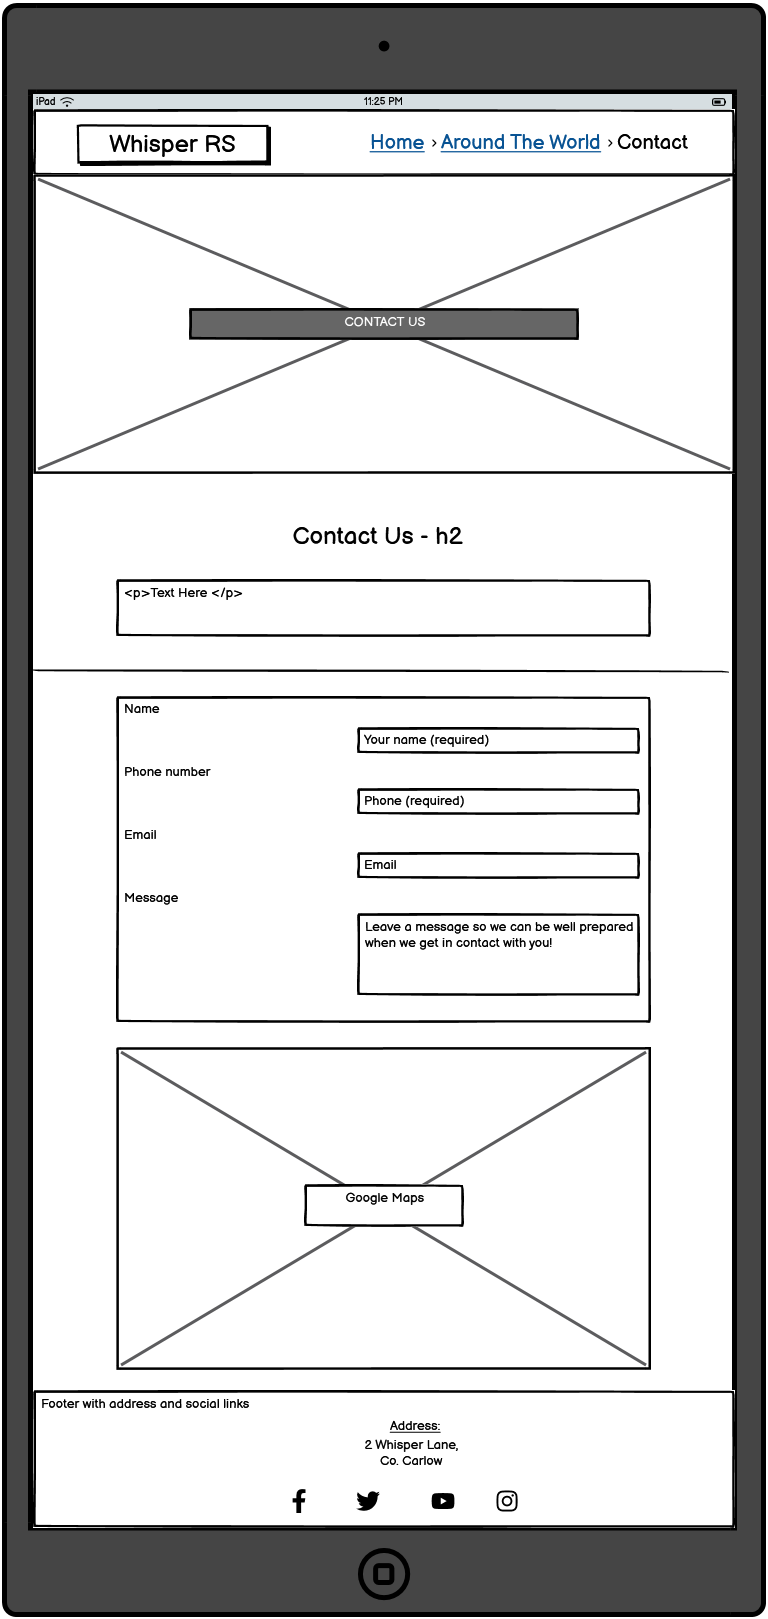 iPad 11:25 PM
Whisper RS
Home > Around The World > Contact
CONTACT US
Contact Us - h2
<p>Text Here </p>
Name
Your name (required)
Phone number
Phone (required)
Email
Email
Message
Leave a message so we can be well prepared
when we get in contact with you!
Google Maps
Footer with address and social links
Address:
2 Whisper Lane,
Co. Carlow